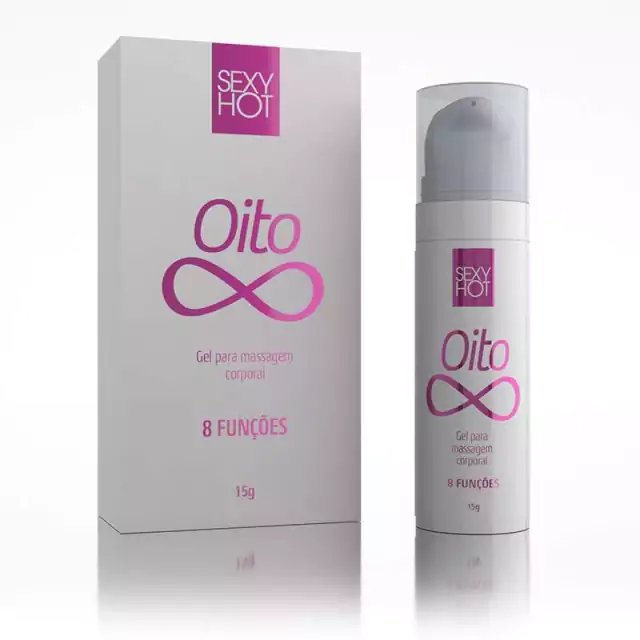 SEXY
HOT
Oito
Gel para massagem
corporal
8 FUNÇÕES
15g
SEXY
HOT
Oito
Gel para
massagem
corporal
8 FUNÇÕES
15g